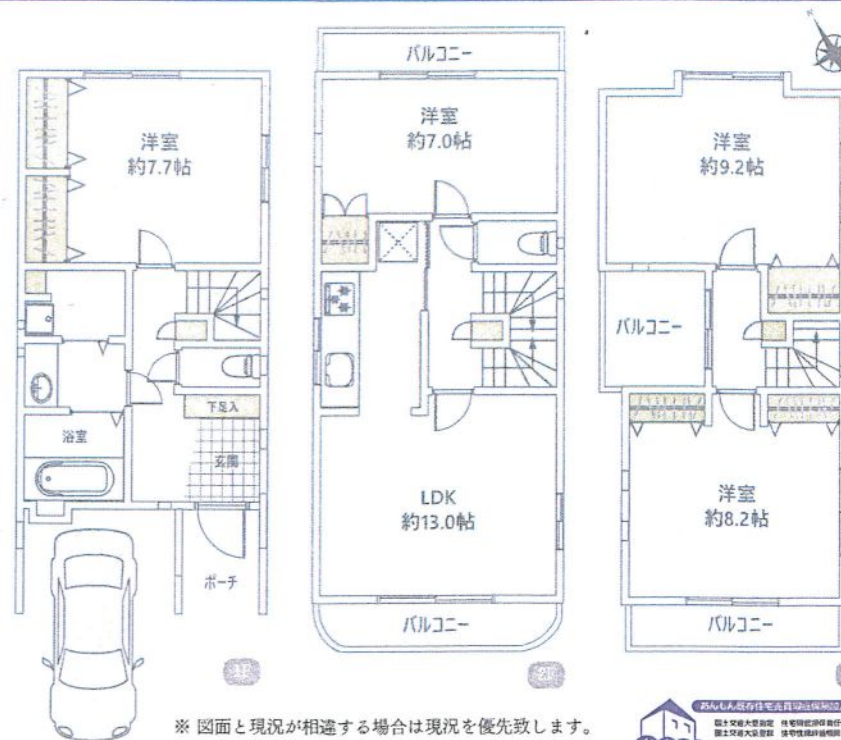 洋室
約7.7帖
下足入
浴室
玄関
ポーチ
1F
バルコニー
洋室
約7.0帖
LDK
約13.0帖
バルコニー
2F
洋室
約9.2帖
バルコニー
洋室
約8.2帖
バルコニー
※ 図面と現況が相違する場合は現況を優先致します。